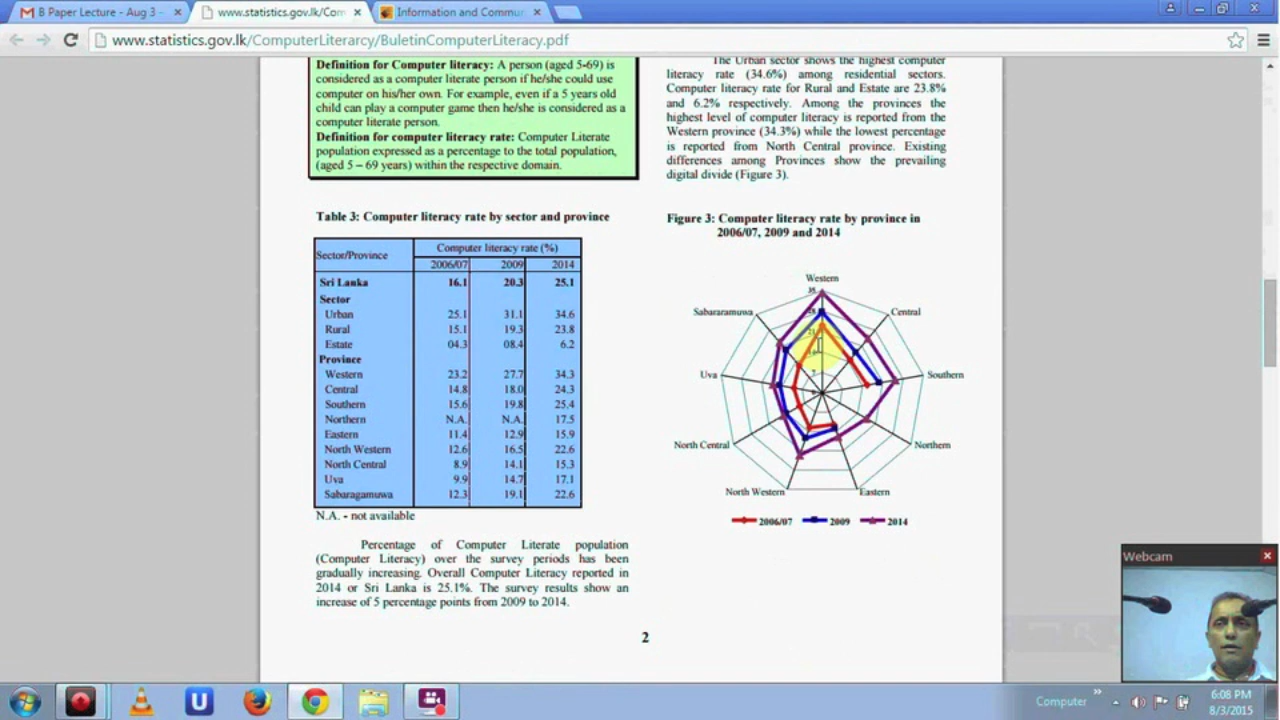 B Paper Lecture - Aug 3 -
www.statistics.gov.lk/Com
Information and Commun
www.statistics.gov.lk/ComputerLiterarcy/BuletinComputerLiteracy.pdf
Definition for Computer literacy: A person (aged 5-69) is
considered as a computer literate person if he/she could use
computer on his/her own. For example, even if a 5 years old
child can play a computer game then he/she is considered as a
computer literate person.
Definition for computer literacy rate: Computer Literate
population expressed as a percentage to the total population,
(aged 5 – 69 years) within the respective domain.
Table 3: Computer literacy rate by sector and province
Sector/Province Computer literacy rate (%)
2006/07 2009 2014
Sri Lanka 16.1 20.3 25.1
Sector
Urban 25.1 31.1 34.6
Rural 15.1 19.3 23.8
Estate 04.3 08.4 6.2
Province
Western 23.2 27.7 34.3
Central 14.8 18.0 24.3
Southern 15.6 19.8 25.4
Northern N.A. N.A. 17.5
Eastern 11.4 12.9 15.9
North Western 12.6 16.5 22.6
North Central 8.9 14.1 15.3
Uva 9.9 14.7 17.1
Sabaragamuwa 12.3 19.1 22.6
N.A. - not available
Percentage of Computer Literate population
(Computer Literacy) over the survey periods has been
gradually increasing. Overall Computer Literacy reported in
2014 or Sri Lanka is 25.1%. The survey results show an
increase of 5 percentage points from 2009 to 2014.
The Urban sector shows the highest computer
literacy rate (34.6%) among residential sectors.
Computer literacy rate for Rural and Estate are 23.8%
and 6.2% respectively. Among the provinces the
highest level of computer literacy is reported from the
Western province (34.3%) while the lowest percentage
is reported from North Central province. Existing
differences among Provinces show the prevailing
digital divide (Figure 3).
Figure 3: Computer literacy rate by province in
2006/07, 2009 and 2014
Western
35
Sabararamuwa
Central
Uva
7
Southern
North Central
Northern
North Western
Eastern
2006/07 2009 2014
2
Webcam
Computer
6:08 PM
8/3/2015